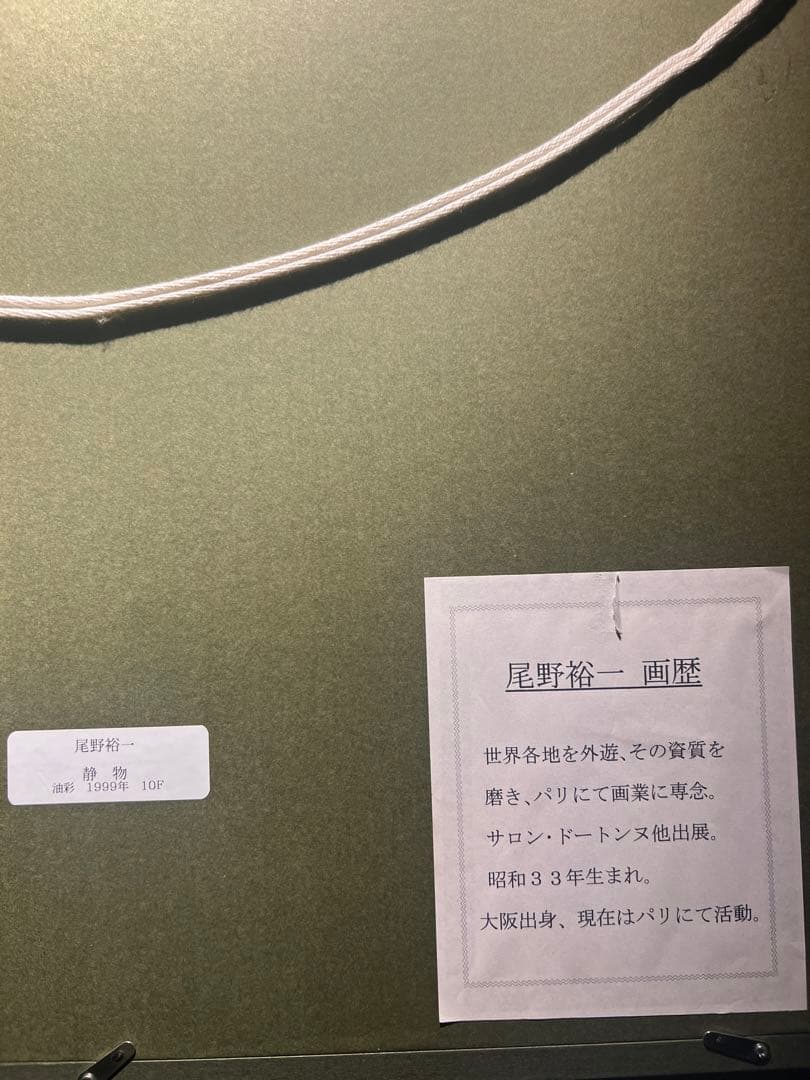 尾野裕一
静　物
油彩　1999年　10F
尾野裕一 画歴
世界各地を外遊、その資質を
磨き、パリにて画業に専念。
サロン・ドートンヌ他出展。
昭和３３年生まれ。
大阪出身、現在はパリにて活動。